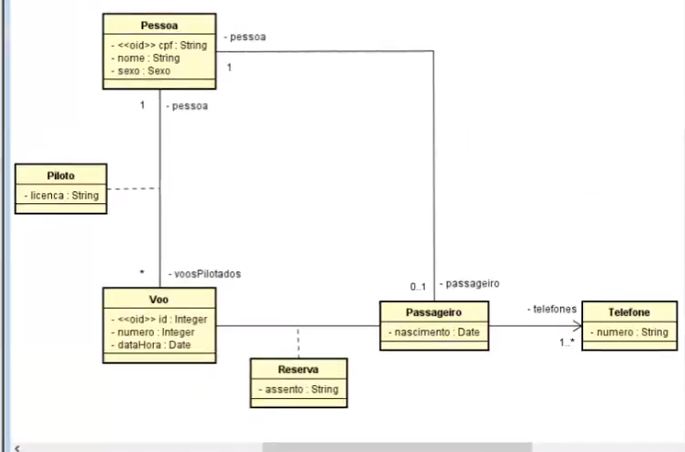 Pessoa
- <<oid>> cpf : String
- nome : String
- sexo : Sexo
- pessoa
1
1
- pessoa
Piloto
- licenca : String
*
- voosPilotados
Voo
- <<oid>> id : Integer
- numero : Integer
- dataHora : Date
0..1
- passageiro
Passageiro
- nascimento : Date
- telefones
1..*
Telefone
- numero : String
Reserva
- assento : String